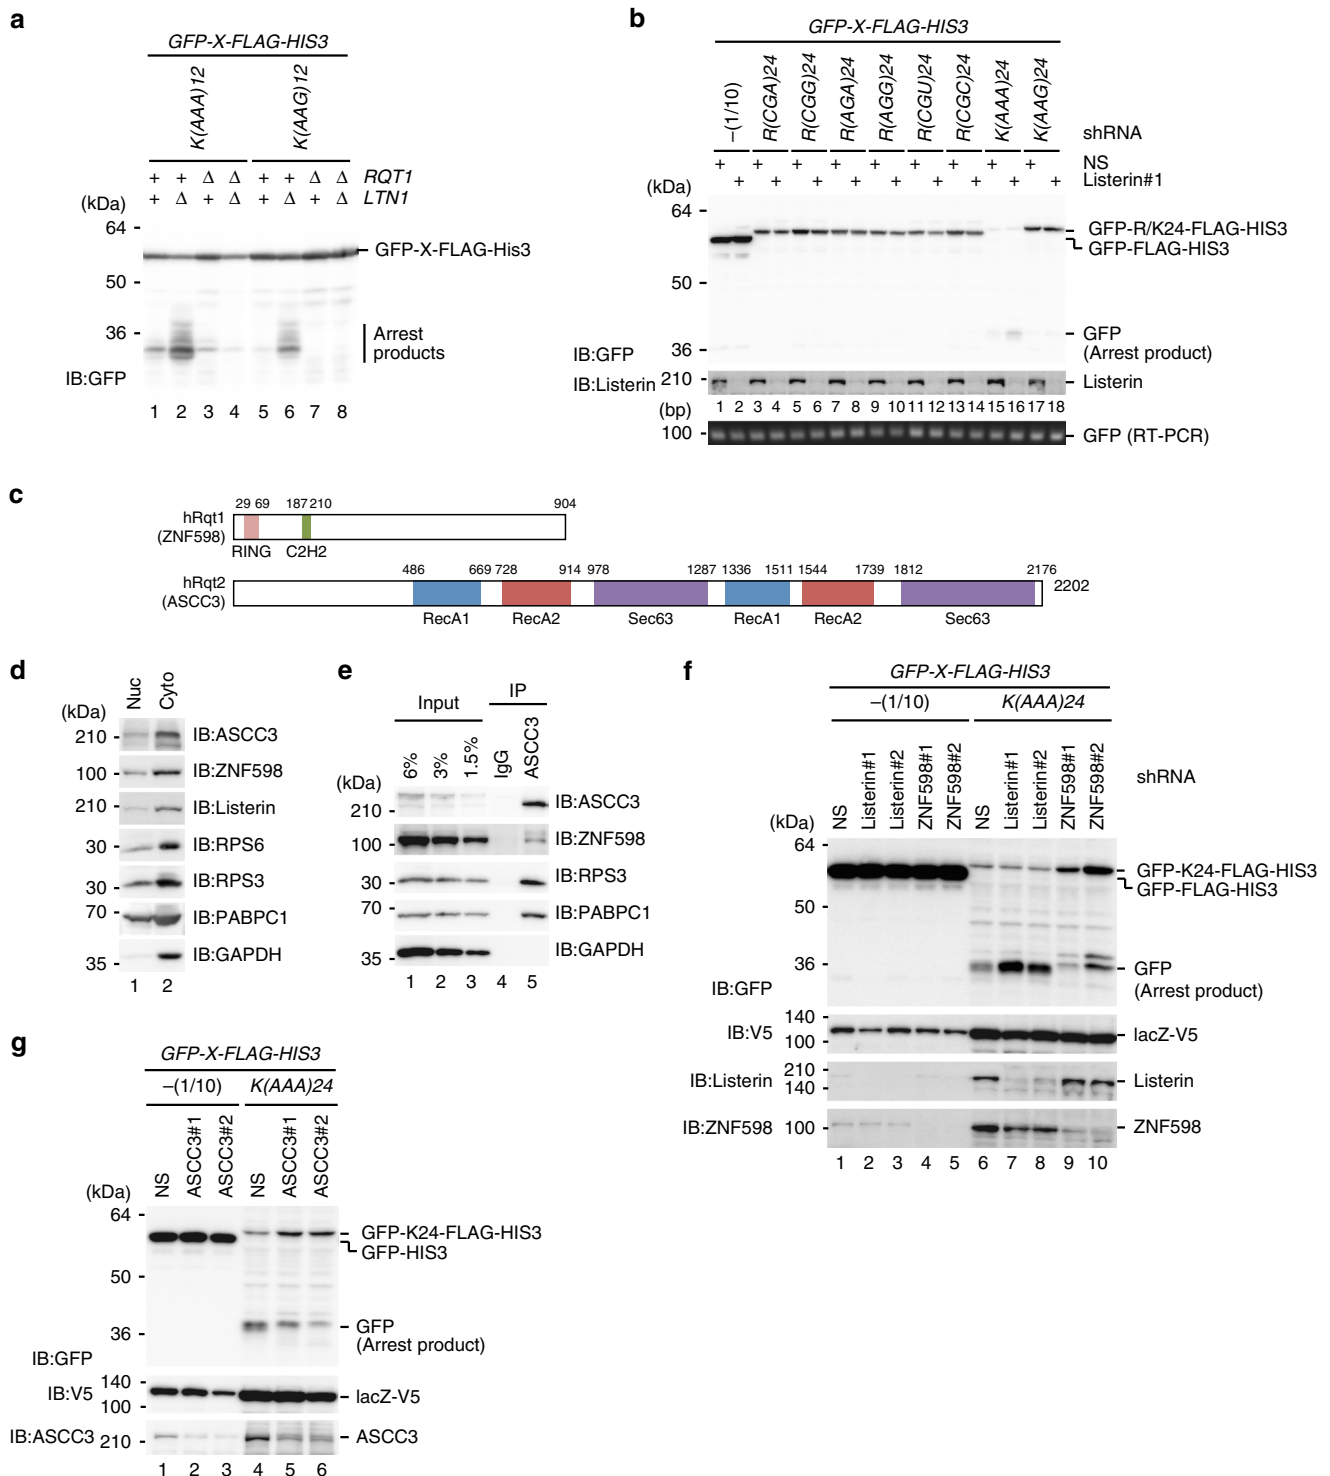 a
GFP-X-FLAG-HIS3
K(AAA)12
K(AAG)12
+ + Δ Δ + + Δ Δ RQT1
+ Δ + Δ + Δ + Δ LTN1
(kDa)
64
50
36
GFP-X-FLAG-His3
Arrest
products
IB:GFP
1 2 3 4 5 6 7 8
b
GFP-X-FLAG-HIS3
–(1/10)
R(CGA)24
R(CGG)24
R(AGA)24
R(AGG)24
R(CGU)24
R(CGC)24
K(AAA)24
K(AAG)24
shRNA
+ + + + + + + + + NS
+ + + + + + + + + Listerin#1
(kDa)
64
50
36
GFP-R/K24-FLAG-HIS3
GFP-FLAG-HIS3
GFP
(Arrest product)
IB:GFP
IB:Listerin 210 Listerin
1 2 3 4 5 6 7 8 9 10 11 12 13 14 15 16 17 18
(bp)
100 GFP (RT-PCR)
c
29 69 187 210 904
hRqt1
(ZNF598)
RING C2H2
486 669 728 914 978 1287 1336 1511 1544 1739 1812 2176
hRqt2
(ASCC3)
2202
RecA1 RecA2 Sec63 RecA1 RecA2 Sec63
d
Nuc Cyto
(kDa)
210 IB:ASCC3
100 IB:ZNF598
210 IB:Listerin
30 IB:RPS6
30 IB:RPS3
70 IB:PABPC1
35 IB:GAPDH
1 2
e
Input IP
6% 3% 1.5% IgG ASCC3
(kDa)
210 IB:ASCC3
100 IB:ZNF598
30 IB:RPS3
70 IB:PABPC1
35 IB:GAPDH
1 2 3 4 5
f
GFP-X-FLAG-HIS3
–(1/10) K(AAA)24
NS Listerin#1 Listerin#2 ZNF598#1 ZNF598#2 NS Listerin#1 Listerin#2 ZNF598#1 ZNF598#2
shRNA
(kDa)
64
50
36
GFP-K24-FLAG-HIS3
GFP-FLAG-HIS3
GFP
(Arrest product)
IB:GFP
IB:V5 140 100 lacZ-V5
IB:Listerin 210 140 Listerin
IB:ZNF598 100 ZNF598
1 2 3 4 5 6 7 8 9 10
g
GFP-X-FLAG-HIS3
–(1/10) K(AAA)24
NS ASCC3#1 ASCC3#2 NS ASCC3#1 ASCC3#2
(kDa)
64
50
36
GFP-K24-FLAG-HIS3
GFP-HIS3
GFP
(Arrest product)
IB:GFP
IB:V5 140 100 lacZ-V5
IB:ASCC3 210 ASCC3
1 2 3 4 5 6